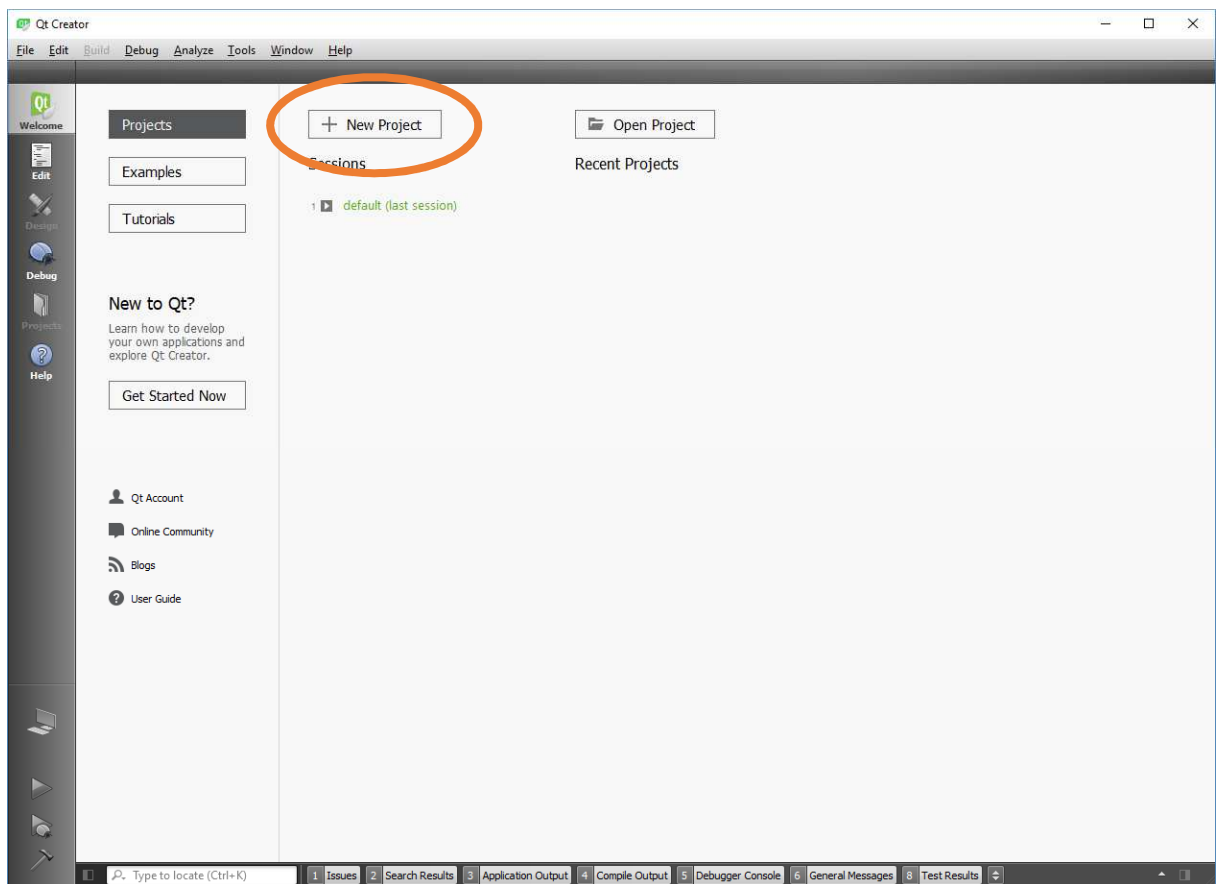 Qt Creator
File Edit Build Debug Analyze Tools Window Help
Qt
Welcome
Edit
Design
Debug
Projects
Help
Projects
Examples
Tutorials
New to Qt?
Learn how to develop
your own applications and
explore Qt Creator.
Get Started Now
Qt Account
Online Community
Blogs
User Guide
New Project
Open Project
Sessions
Recent Projects
1 default (last session)
Type to locate (Ctrl+K) 1 Issues 2 Search Results 3 Application Output 4 Compile Output 5 Debugger Console 6 General Messages 8 Test Results